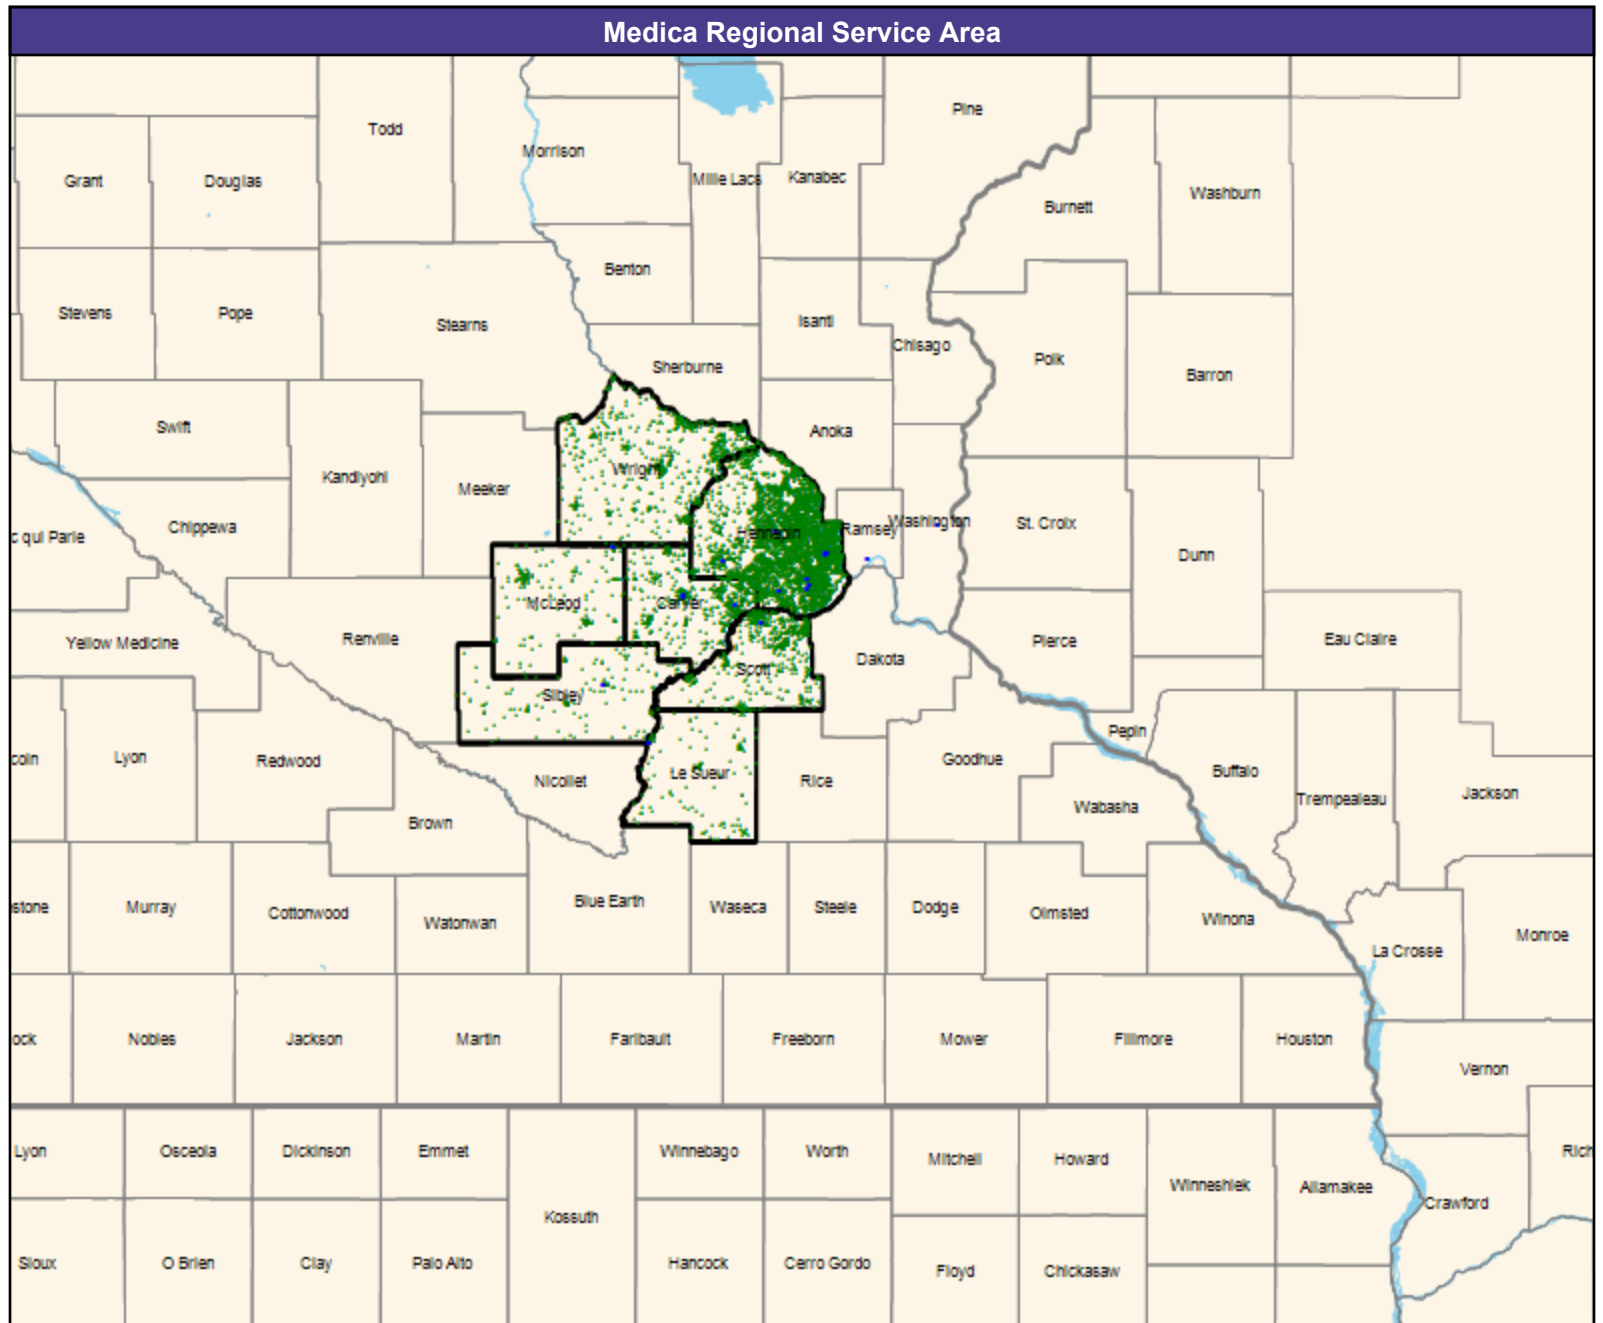 Medica Regional Service Area
Pine
Todd
Morrison
Mille Lacs
Kanabec
Grant
Douglas
Washburn
Burnett
Benton
Stevens
Pope
Stearns
Isanti
Chisago
Polk
Barron
Sherburne
Swift
Anoka
Wright
Kandiyohi
Meeker
Chippewa
c qui Parle
Hennepin
Ramsey
Washington
St. Croix
Dunn
McLeod
Carver
Yellow Medicine
Renville
Scott
Dakota
Pierce
Eau Claire
Sibley
coln
Lyon
Redwood
Nicollet
Le Sueur
Rice
Goodhue
Pepin
Buffalo
Trempealeau
Jackson
Wabasha
Brown
stone
Murray
Cottonwood
Watonwan
Blue Earth
Waseca
Steele
Dodge
Olmsted
Winona
La Crosse
Monroe
ock
Nobles
Jackson
Martin
Faribault
Freeborn
Mower
Fillmore
Houston
Vernon
Lyon
Osceola
Dickinson
Emmet
Winnebago
Worth
Mitchell
Howard
Winneshiek
Allamakee
Crawford
Rich
Kossuth
Sioux
O Brien
Clay
Palo Alto
Hancock
Cerro Gordo
Floyd
Chickasaw